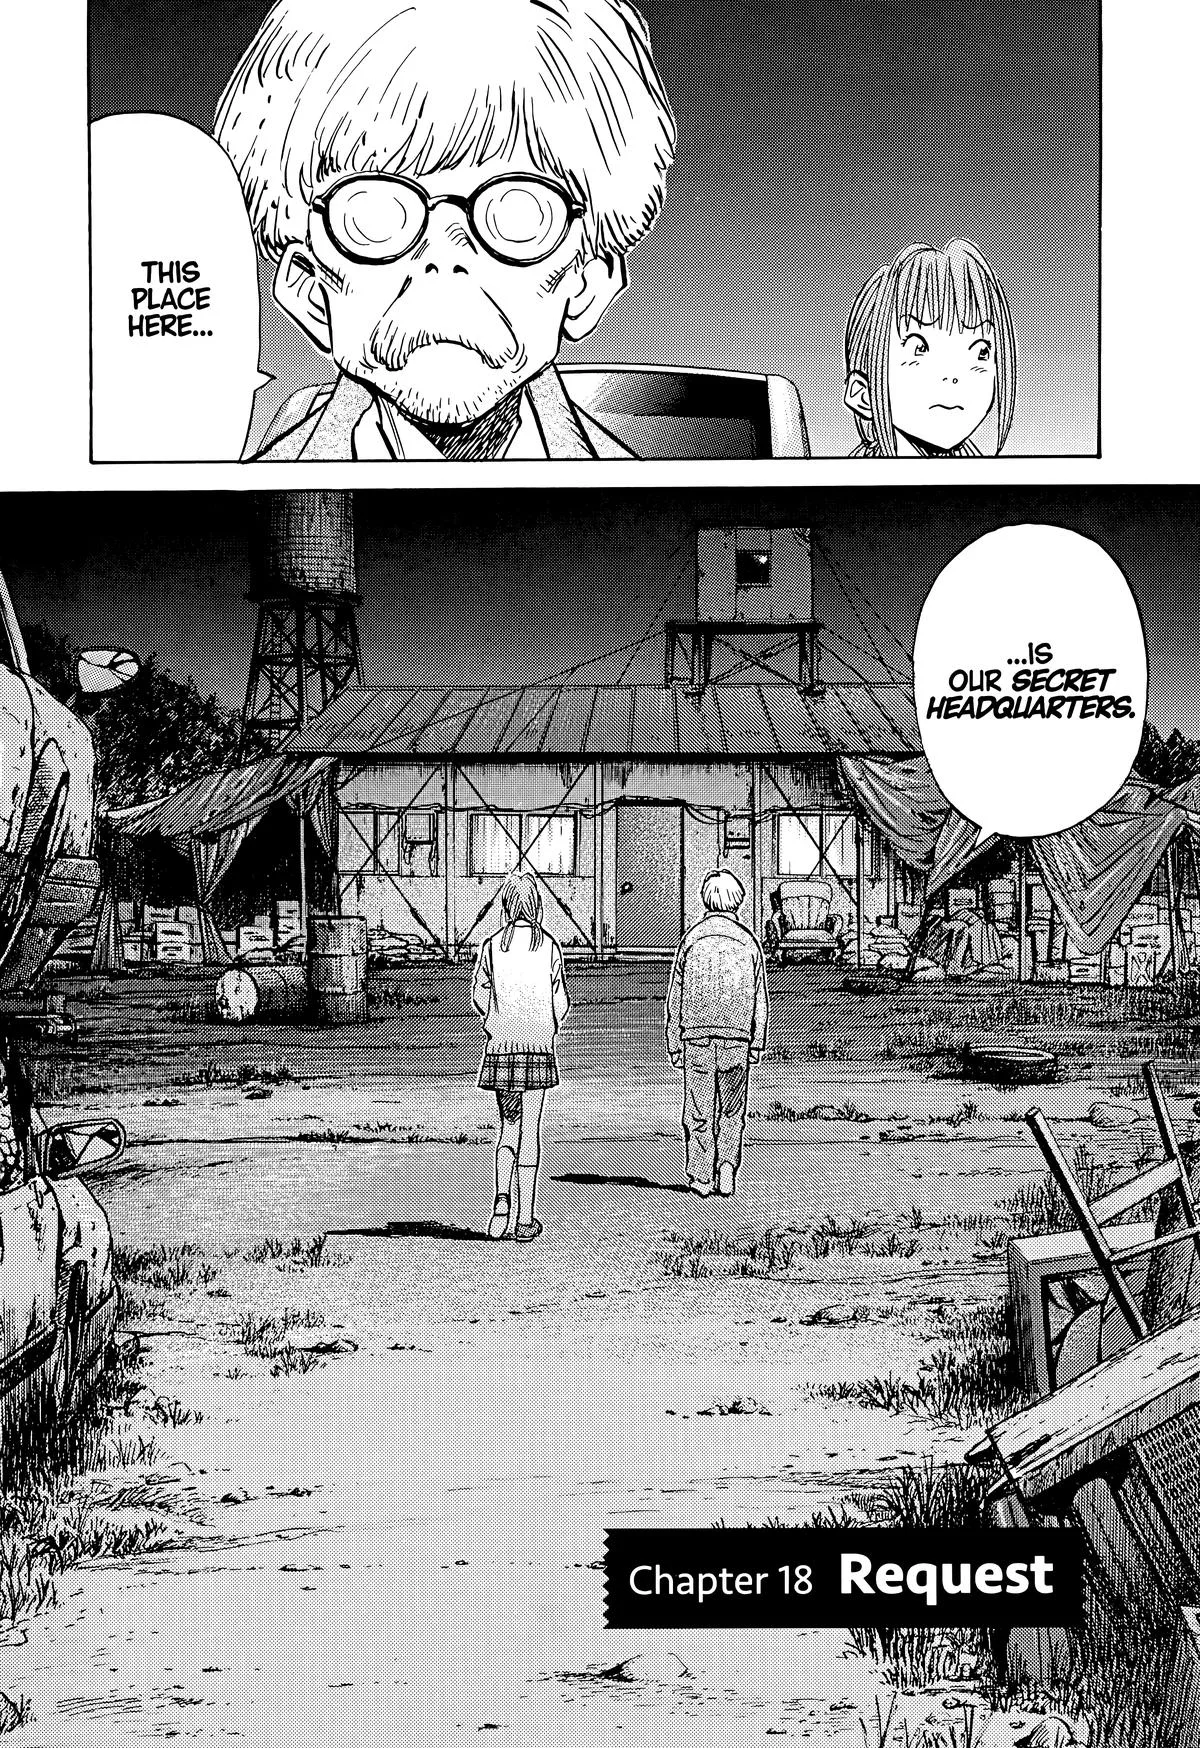 THIS
PLACE
HERE...
...IS
OUR SECRET
HEADQUARTERS.
Chapter 18 Request